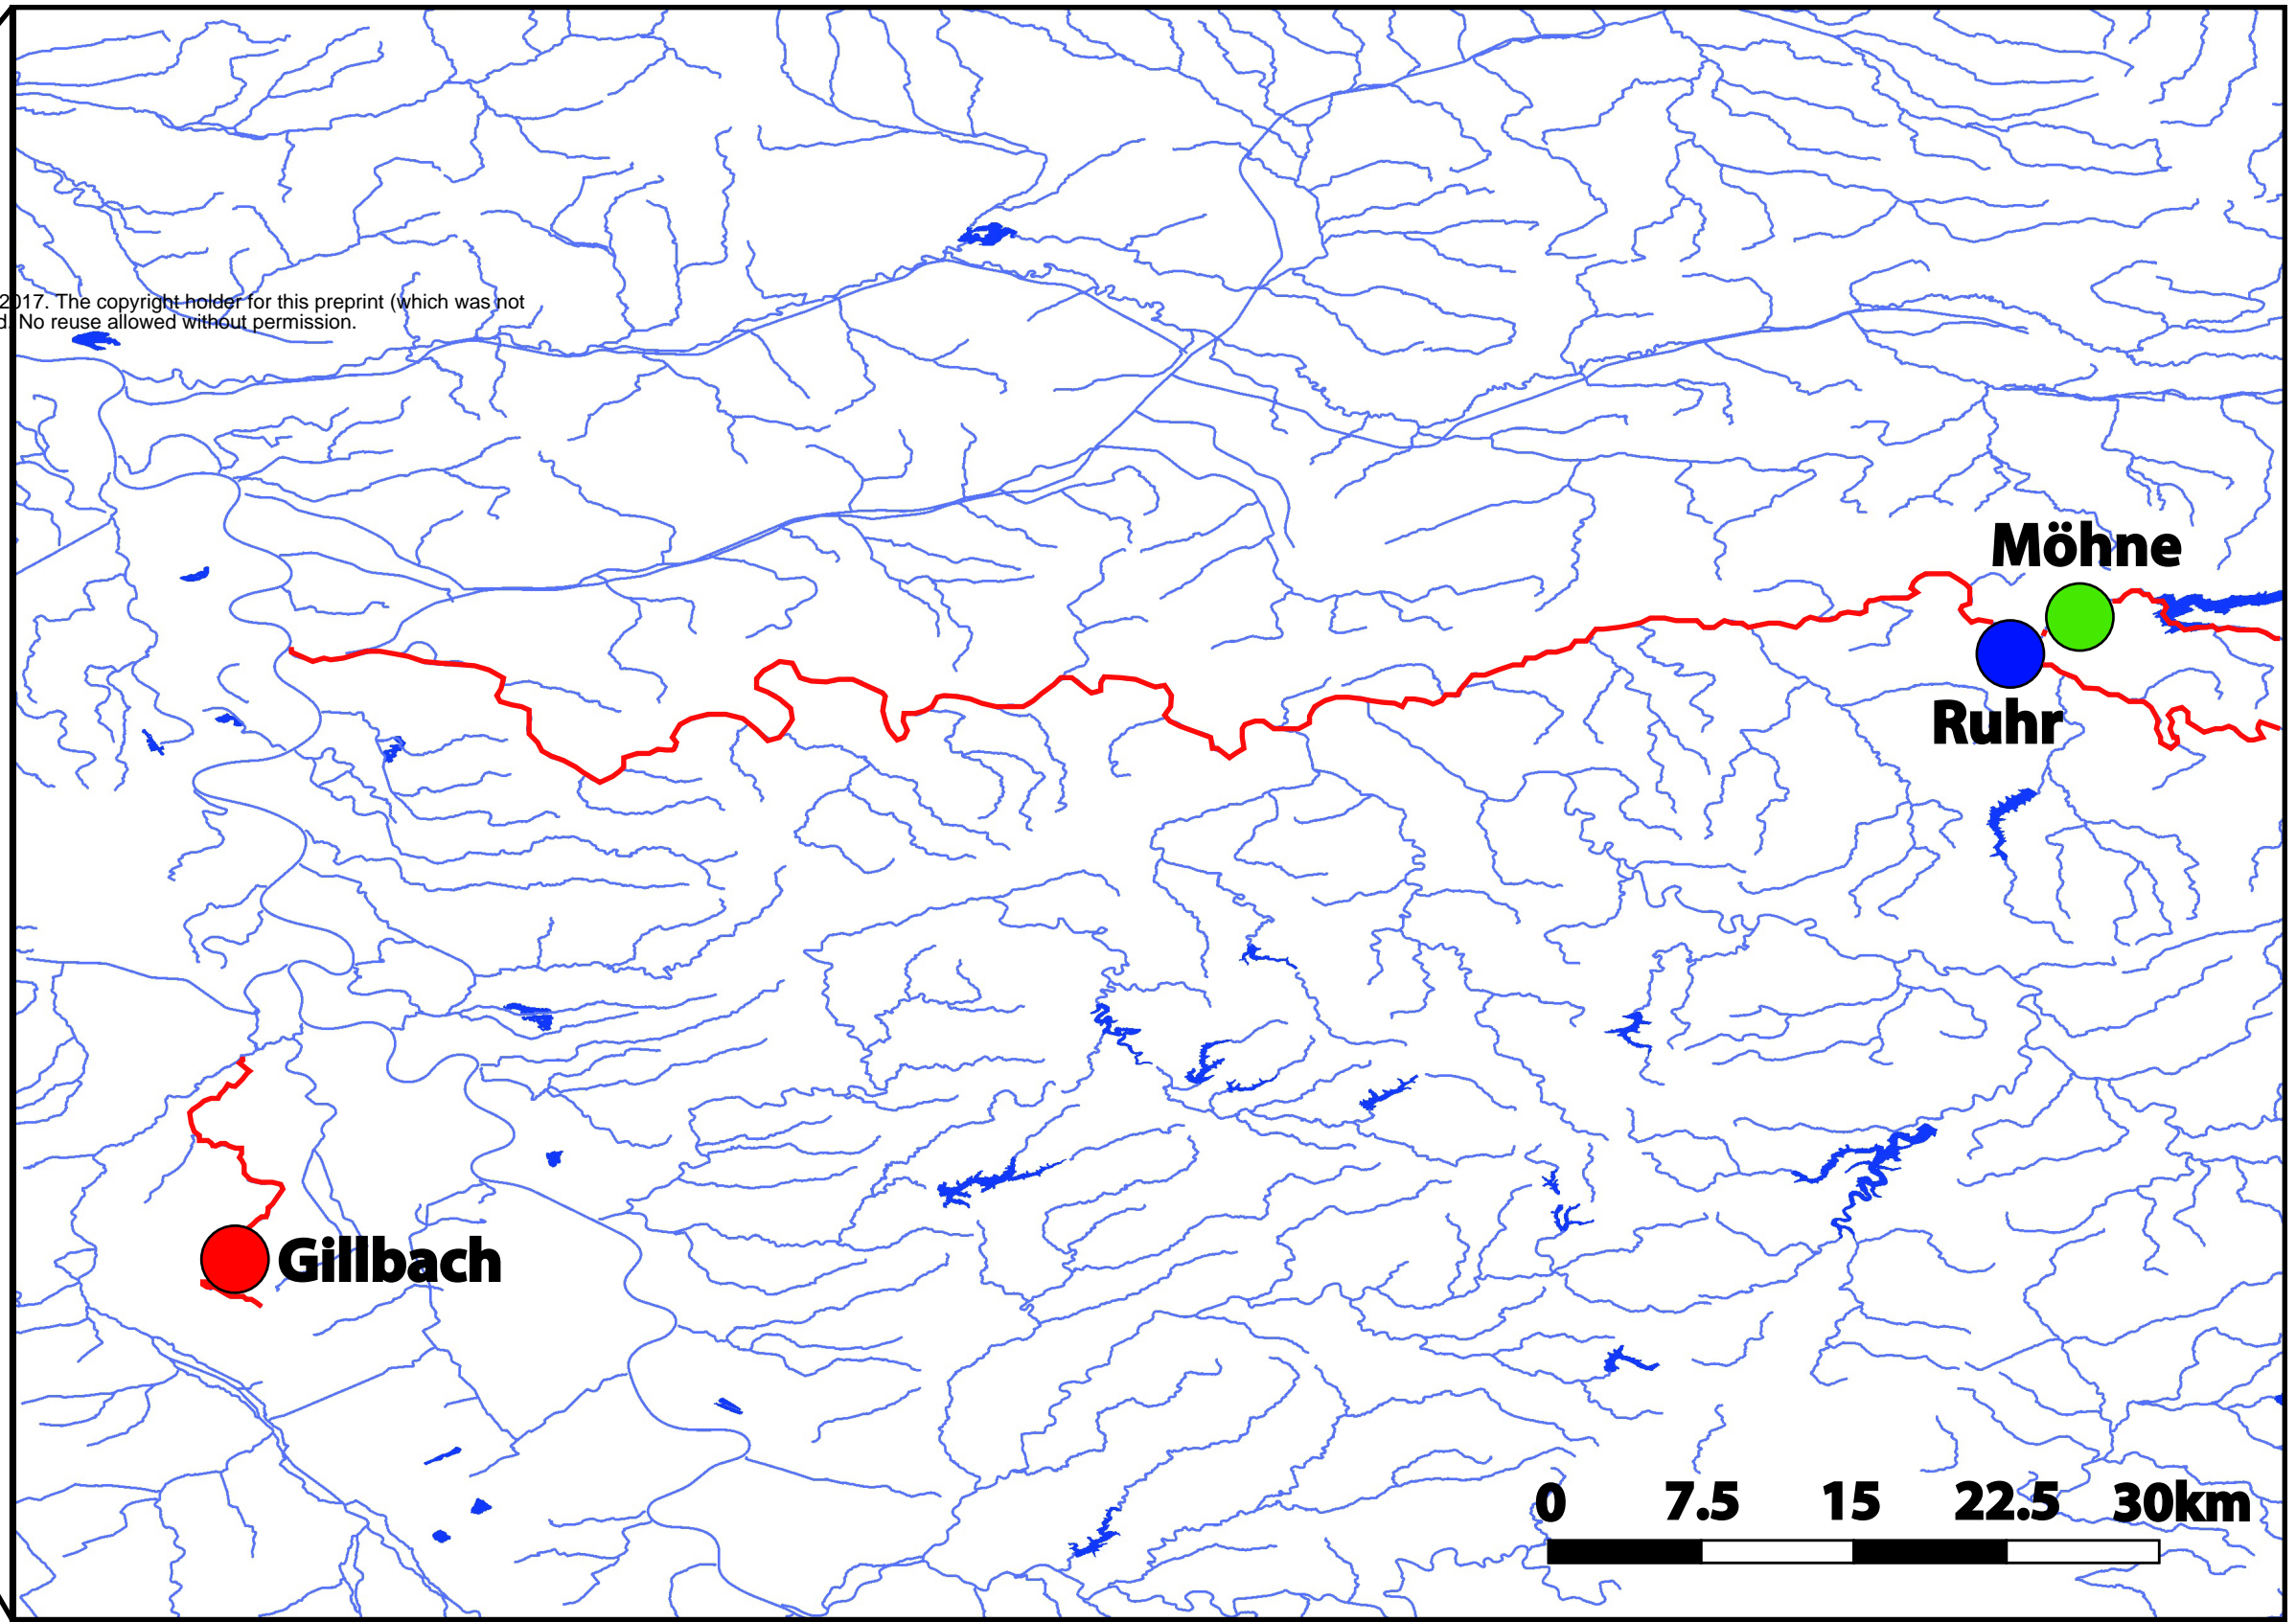 2017. The copyright holder for this preprint (which was not
d. No reuse allowed without permission.
Möhne
Ruhr
Gillbach
0 7.5 15 22.5 30km